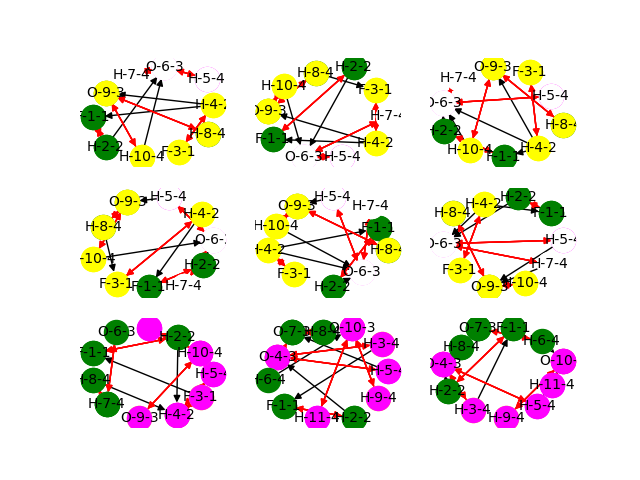 O-6-3
H-7-4
H-5-4
O-9-3
H-4-2
F-1-1
H-8-4
H-2-2
F-3-1
H-10-4
H-2-2
H-8-4
H-10-4
F-3-1
O-9-3
H-7-4
F-1-1
H-4-2
O-6-3
H-5-4
O-9-3
F-3-1
H-7-4
H-5-4
O-6-3
H-8-4
H-2-2
H-4-2
H-10-4
F-1-1
H-5-4
O-9-3
H-4-2
H-8-4
O-6-3
H-10-4
H-2-2
F-3-1
H-7-4
F-1-1
H-5-4
O-9-3
H-7-4
H-10-4
F-1-1
H-4-2
H-8-4
O-6-3
F-3-1
H-2-2
H-2-2
H-4-2
H-8-4
F-1-1
O-6-3
H-5-4
H-7-4
F-3-1
H-10-4
O-9-3
O-6-3
H-2-2
F-1-1
H-10-4
H-5-4
H-8-4
F-3-1
H-7-4
H-4-2
O-9-3
O-10-3
O-7-3
H-8-4
H-3-4
O-4-3
H-5-4
H-6-4
H-9-4
F-1-1
H-11-4
H-2-2
O-7-3
F-1-1
H-6-4
H-8-4
O-4-3
O-10-3
H-11-4
H-2-2
H-5-4
H-3-4
H-9-4